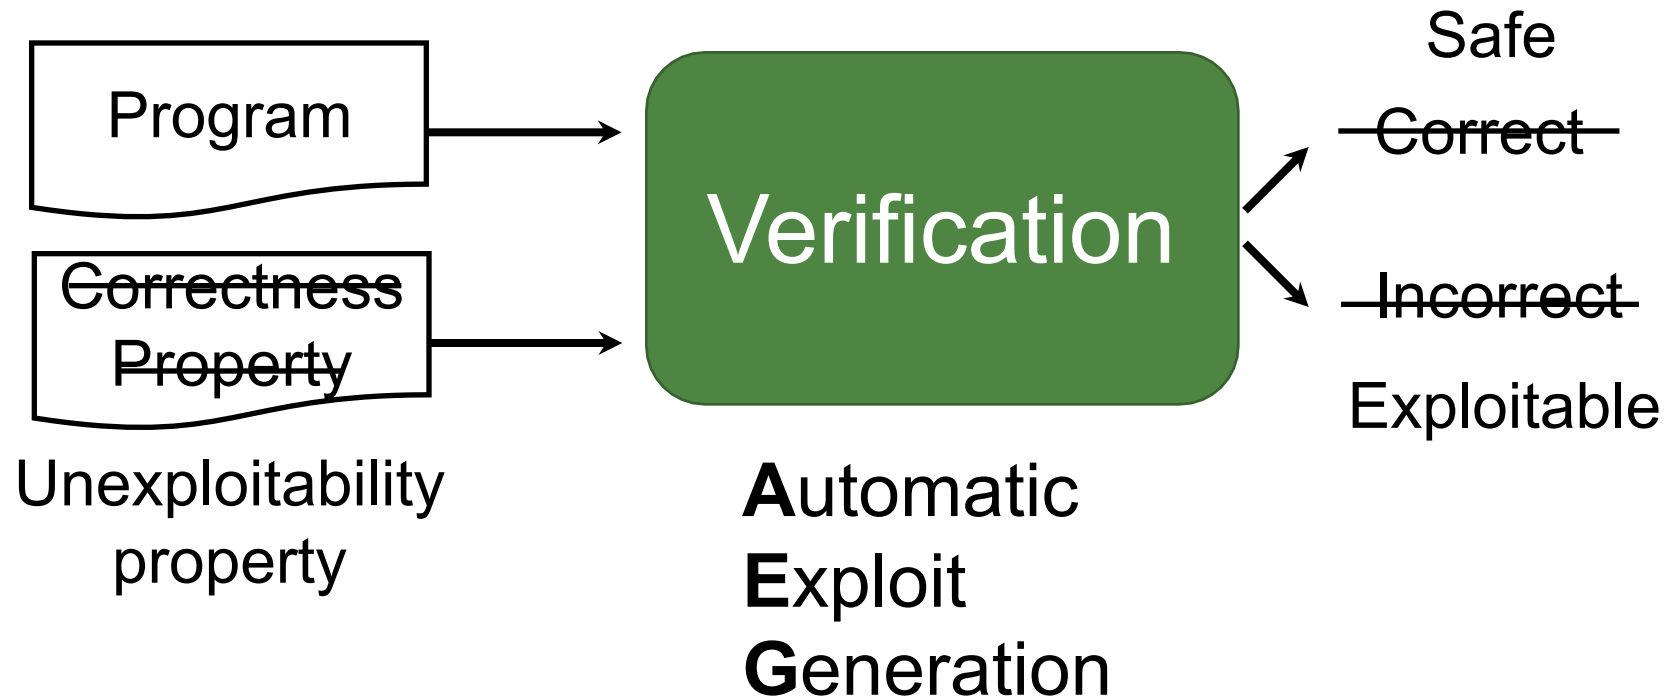 Program
Correctness
Property
Unexploitability
property
Verification
Automatic
Exploit
Generation
Safe
Correct
Incorrect
Exploitable